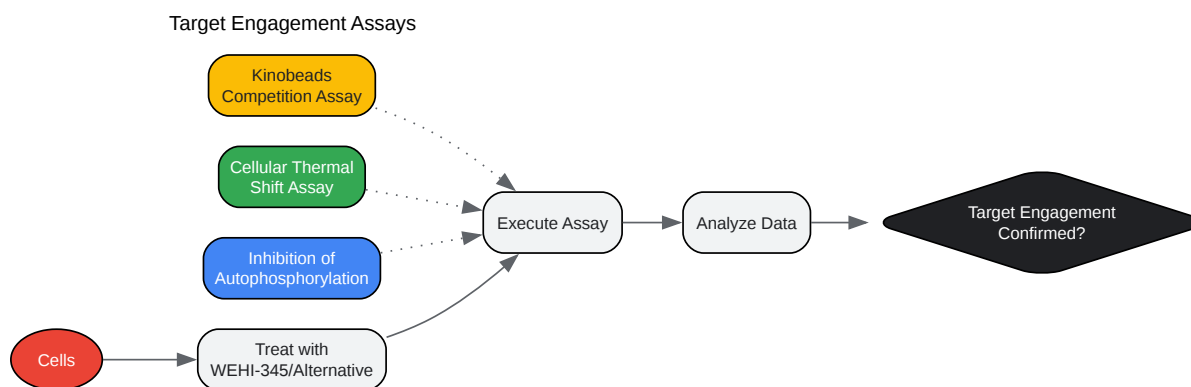 Target Engagement Assays
Kinobeads
Competition Assay
Cellular Thermal
Shift Assay
Inhibition of
Autophosphorylation
Cells
Treat with
WEHI-345/Alternative
Execute Assay
Analyze Data
Target Engagement
Confirmed?